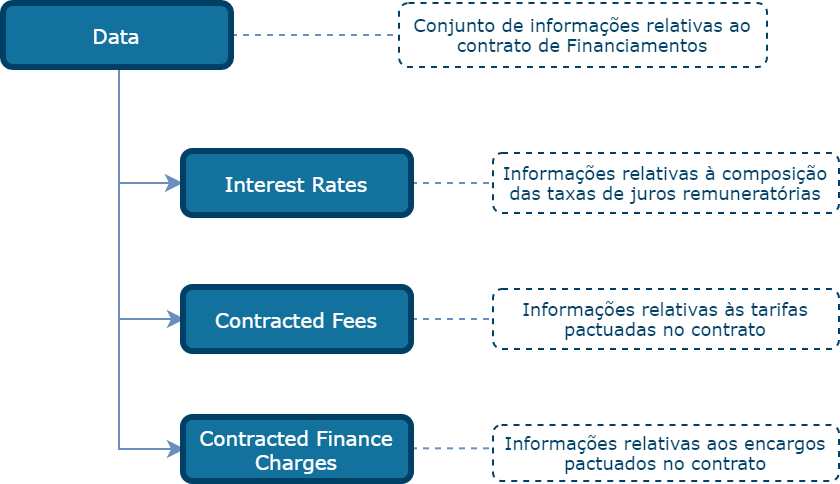 Data
Conjunto de informações relativas ao
contrato de Financiamentos
Interest Rates
Informações relativas à composição
das taxas de juros remuneratórias
Contracted Fees
Informações relativas às tarifas
pactuadas no contrato
Contracted Finance
Charges
Informações relativas aos encargos
pactuados no contrato